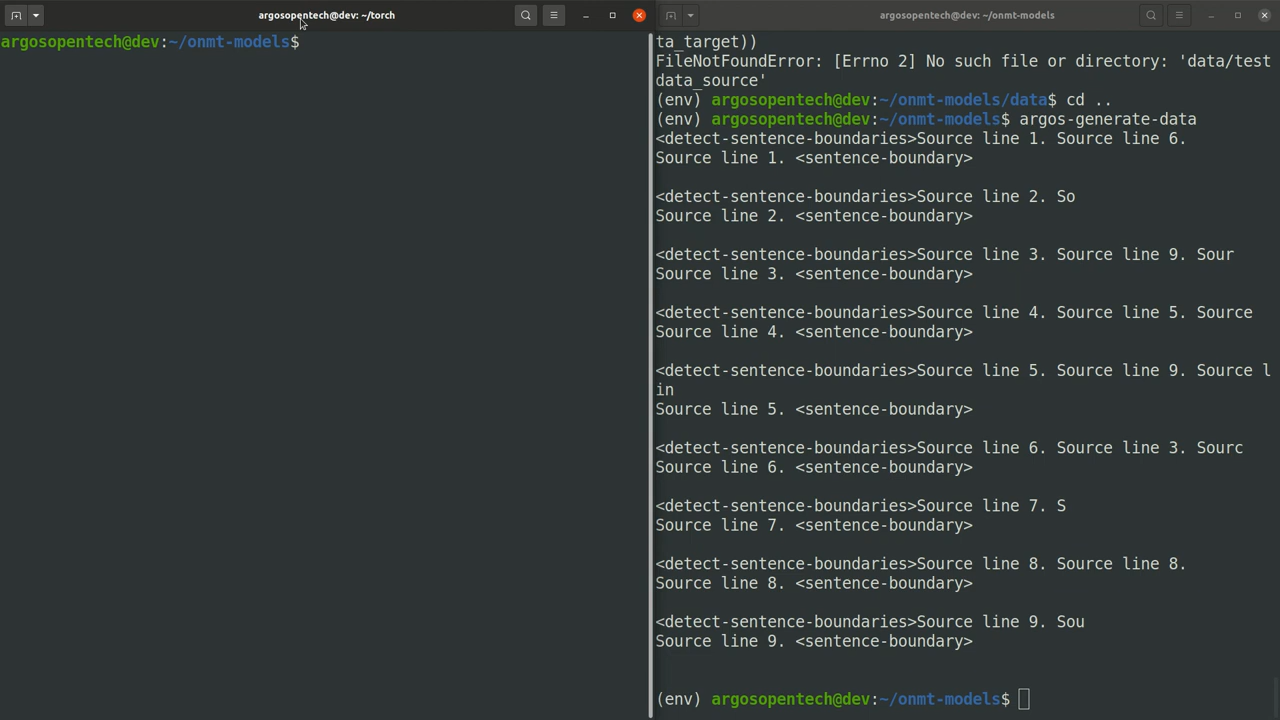 argosopentech@dev: ~/torch
argosopentech@dev:~/onmt-models$
argosopentech@dev: ~/onmt-models
ta_target))
FileNotFoundError: [Errno 2] No such file or directory: 'data/test
data_source'
(env) argosopentech@dev:~/onmt-models/data$ cd ..
(env) argosopentech@dev:~/onmt-models$ argos-generate-data
<detect-sentence-boundaries>Source line 1. Source line 6.
Source line 1. <sentence-boundary>
<detect-sentence-boundaries>Source line 2. So
Source line 2. <sentence-boundary>
<detect-sentence-boundaries>Source line 3. Source line 9. Sour
Source line 3. <sentence-boundary>
<detect-sentence-boundaries>Source line 4. Source line 5. Source
Source line 4. <sentence-boundary>
<detect-sentence-boundaries>Source line 5. Source line 9. Source l
in
Source line 5. <sentence-boundary>
<detect-sentence-boundaries>Source line 6. Source line 3. Sourc
Source line 6. <sentence-boundary>
<detect-sentence-boundaries>Source line 7. S
Source line 7. <sentence-boundary>
<detect-sentence-boundaries>Source line 8. Source line 8.
Source line 8. <sentence-boundary>
<detect-sentence-boundaries>Source line 9. Sou
Source line 9. <sentence-boundary>
(env) argosopentech@dev:~/onmt-models$